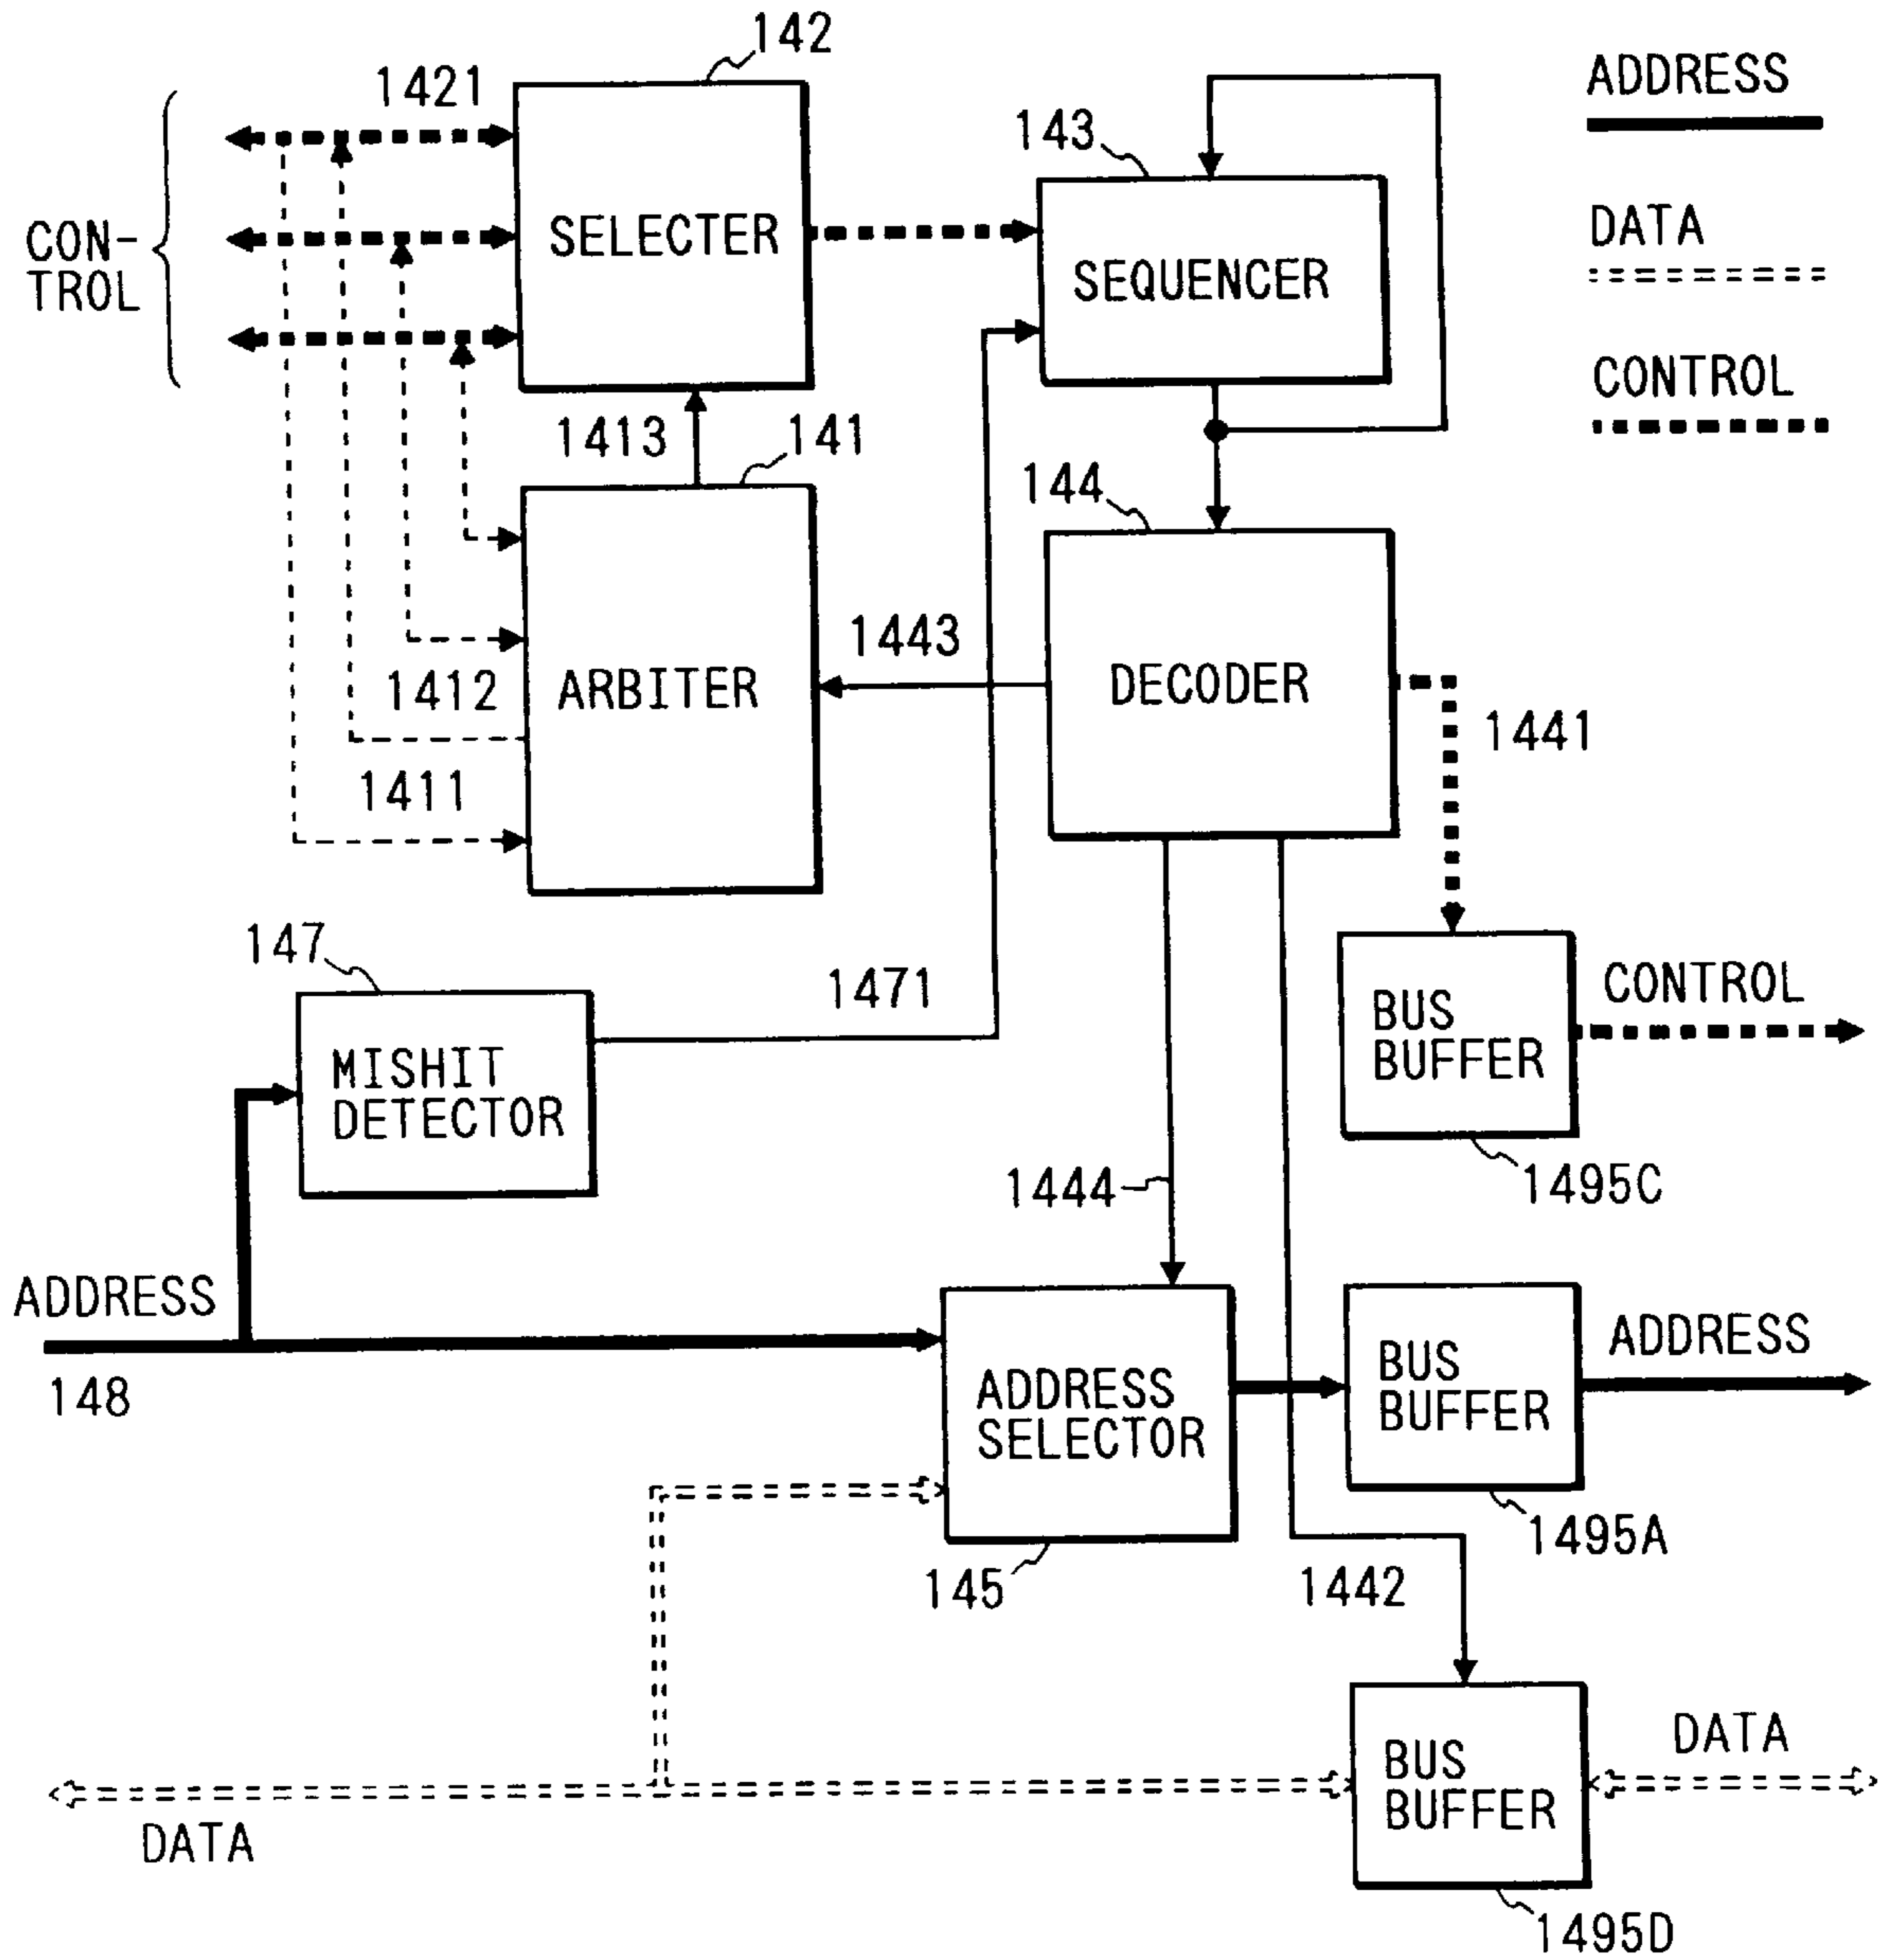 142
ADDRESS
1421
143
DATA
CON-
TROL
SELECTER
SEQUENCER
CONTROL
1413
141
144
1443
1412
ARBITER
DECODER
1441
1411
147
1471
CONTROL
BUS
BUFFER
MISHIT
DETECTOR
1444
1495C
ADDRESS
ADDRESS
148
ADDRESS
SELECTOR
BUS
BUFFER
1495A
145
1442
DATA
BUS
BUFFER
DATA
1495D